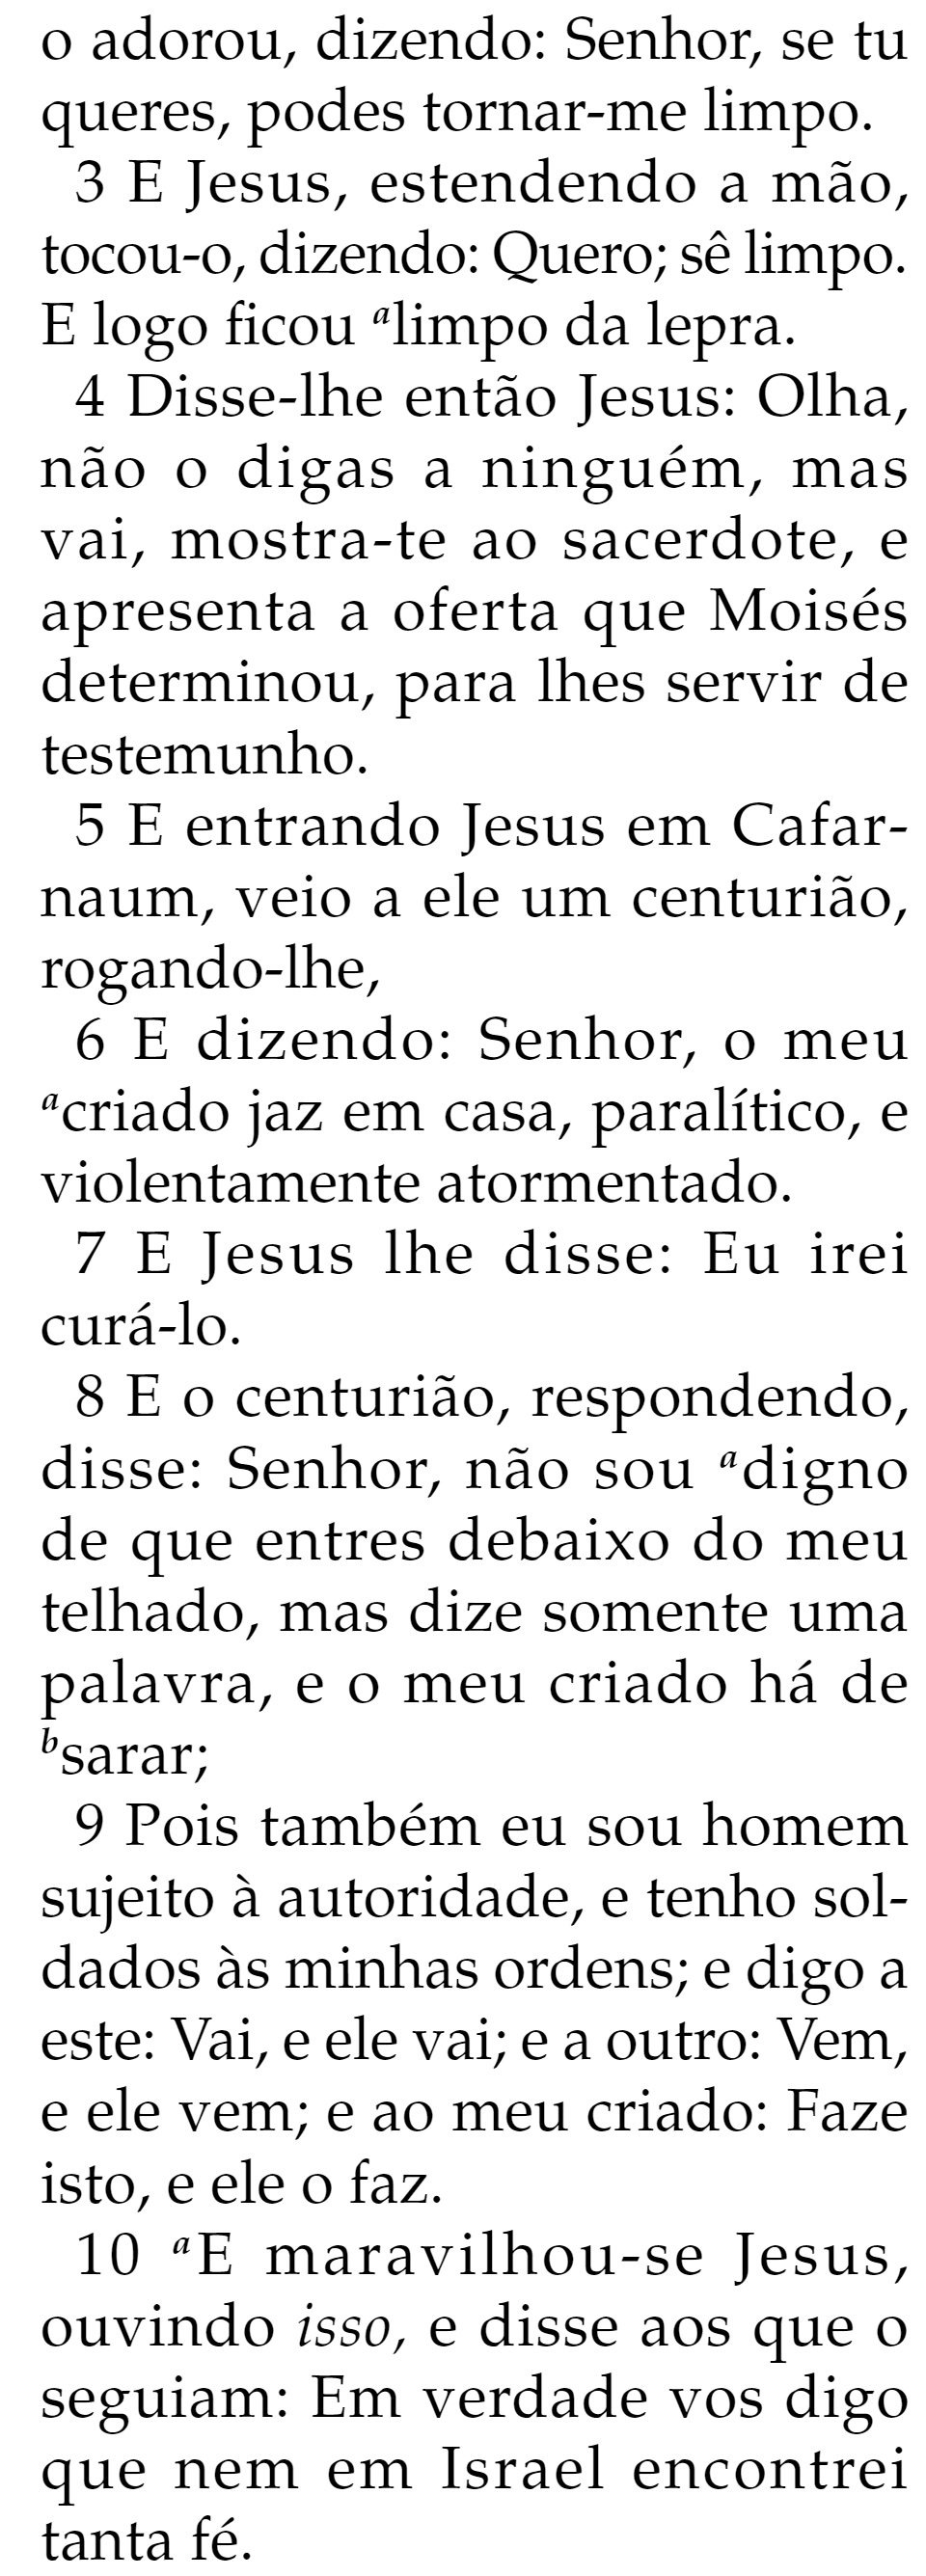 o adorou, dizendo: Senhor, se tu
queres, podes tornar-me limpo.
3 E Jesus, estendendo a mão,
tocou-o, dizendo: Quero; sê limpo.
E logo ficou ᵃlimpo da lepra.
4 Disse-lhe então Jesus: Olha,
não o digas a ninguém, mas
vai, mostra-te ao sacerdote, e
apresenta a oferta que Moisés
determinou, para lhes servir de
testemunho.
5 E entrando Jesus em Cafar-
naum, veio a ele um centurião,
rogando-lhe,
6 E dizendo: Senhor, o meu
ᵃcriado jaz em casa, paralítico, e
violentamente atormentado.
7 E Jesus lhe disse: Eu irei
curá-lo.
8 E o centurião, respondendo,
disse: Senhor, não sou ᵃdigno
de que entres debaixo do meu
telhado, mas dize somente uma
palavra, e o meu criado há de
ᵇsarar;
9 Pois também eu sou homem
sujeito à autoridade, e tenho sol-
dados às minhas ordens; e digo a
este: Vai, e ele vai; e a outro: Vem,
e ele vem; e ao meu criado: Faze
isto, e ele o faz.
10 ᵃE maravilhou-se Jesus,
ouvindo isso, e disse aos que o
seguiam: Em verdade vos digo
que nem em Israel encontrei
tanta fé.